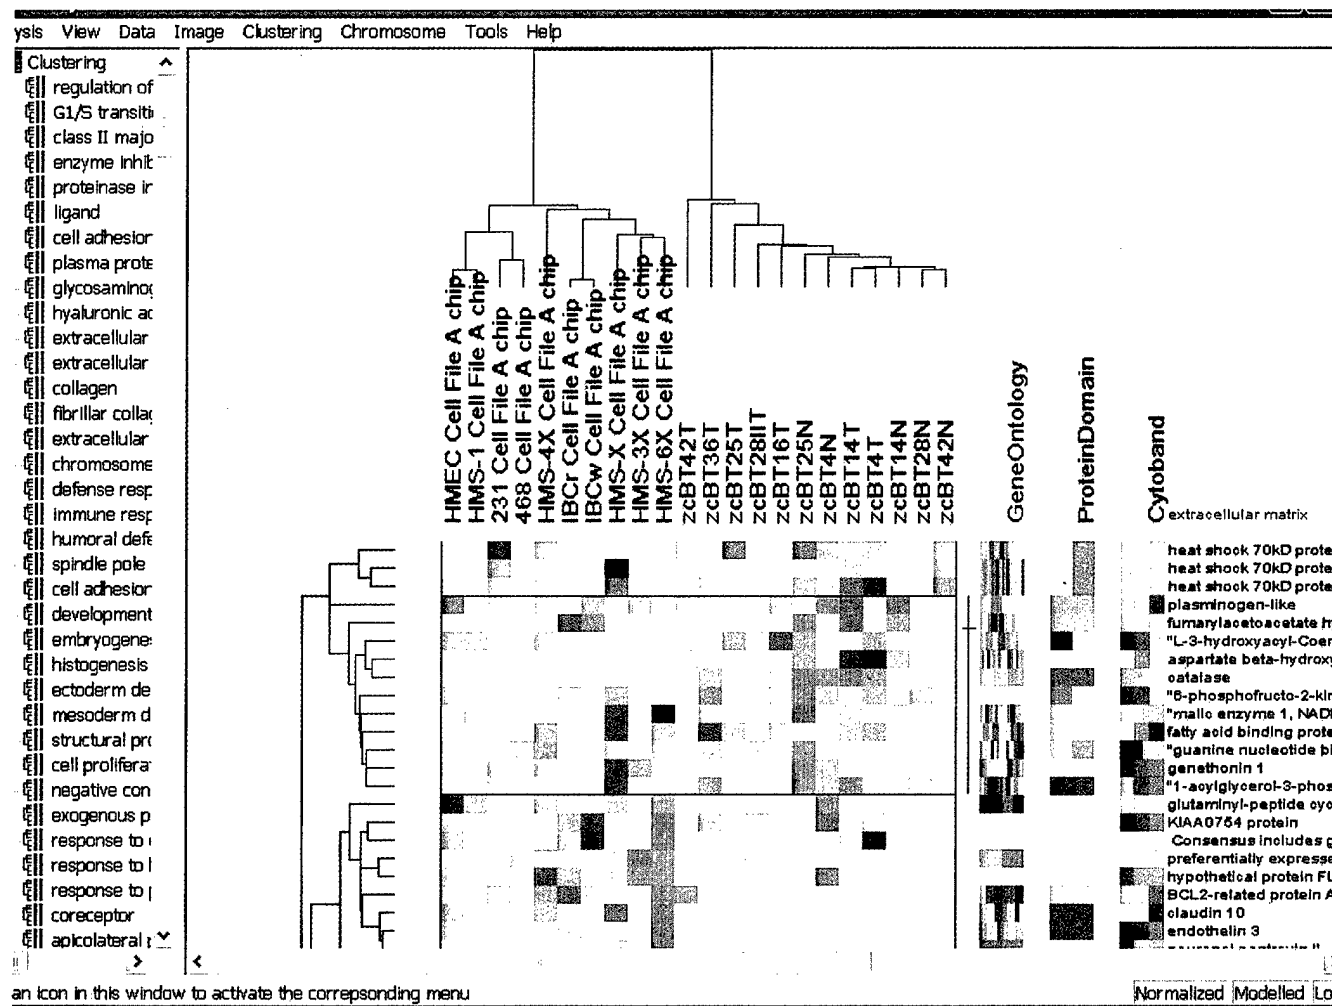 ysis View Data Image Clustering Chromosome Tools Help
Clustering
regulation of
G1/S transiti
class II majo
enzyme inhit
proteinase ir
ligand
cell adhesior
plasma prote
glycosaminog
hyaluronic ac
extracellular
extracellular
collagen
fibrillar collag
extracellular
chromosome
defense resp
immune resp
humoral defe
spindle pole
cell adhesior
development
embryogenes
histogenesis
ectoderm de
mesoderm d
structural pro
cell prolifera
negative con
exogenous p
response to
response to l
response to p
coreceptor
apicolateral
HMEC Cell File A chip
HMS-1 Cell File A chip
231 Cell File A chip
468 Cell File A chip
HMS-4X Cell File A chip
IBCr Cell File A chip
IBCw Cell File A chip
HMS-X Cell File A chip
HMS-3X Cell File A chip
HMS-6X Cell File A chip
zcBT42T
zcBT36T
zcBT25T
zcBT28IIT
zcBT16T
zcBT25N
zcBT4N
zcBT14T
zcBT4T
zcBT14N
zcBT28N
zcBT42N
GeneOntology
ProteinDomain
Cytoband
extracellular matrix
heat shock 70kD prote
heat shock 70kD prote
heat shock 70kD prote
plasminogen-like
fumarylacetoacetate h
"L-3-hydroxyacyl-Coer
aspartate beta-hydroxy
catalase
"6-phosphofructo-2-kir
"malic enzyme 1, NAD
fatty acid binding prote
"guanine nucleotide bi
genethonin 1
"1-acylglycerol-3-phos
glutaminyl-peptide cyc
KIAA0754 protein
Consensus includes g
preferentially expresse
hypothetical protein FL
BCL2-related protein A
claudin 10
endothelin 3
an icon in this window to activate the correpsonding menu
Normalized Modelled Lo